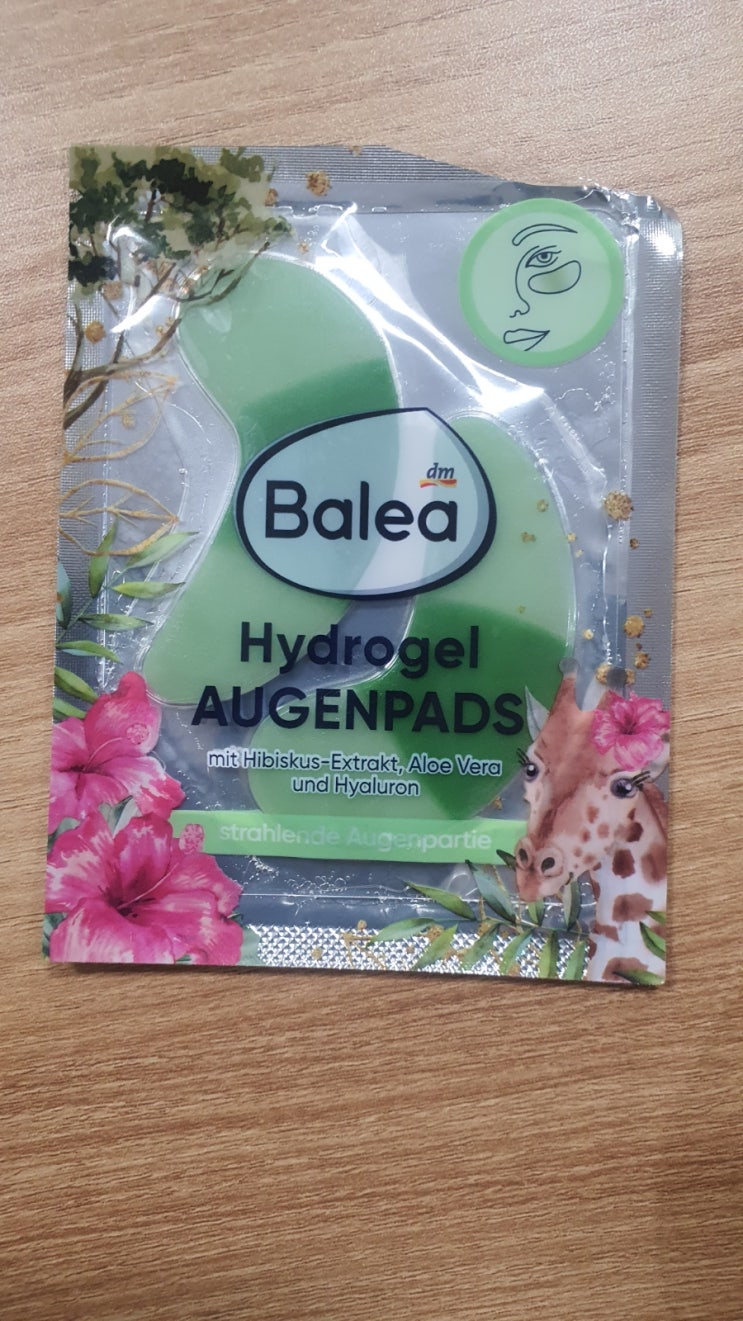 dm
Balea
Hydrogel
AUGENPADS
mit Hibiskus-Extrakt, Aloe Vera
und Hyaluron
strahlende Augenpartie